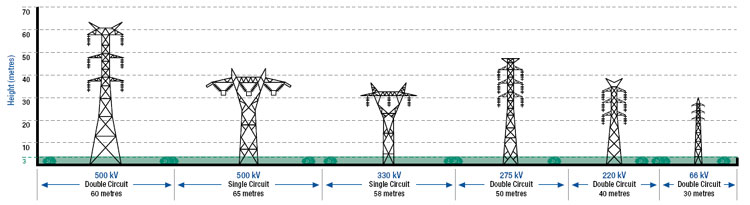 70
60
50
40
30
20
10
3
Height (metres)
500 kV
Double Circuit
60 metres
500 kV
Single Circuit
65 metres
330 kV
Single Circuit
58 metres
275 kV
Double Circuit
50 metres
220 kV
Double Circuit
40 metres
66 kV
Double Circuit
30 metres